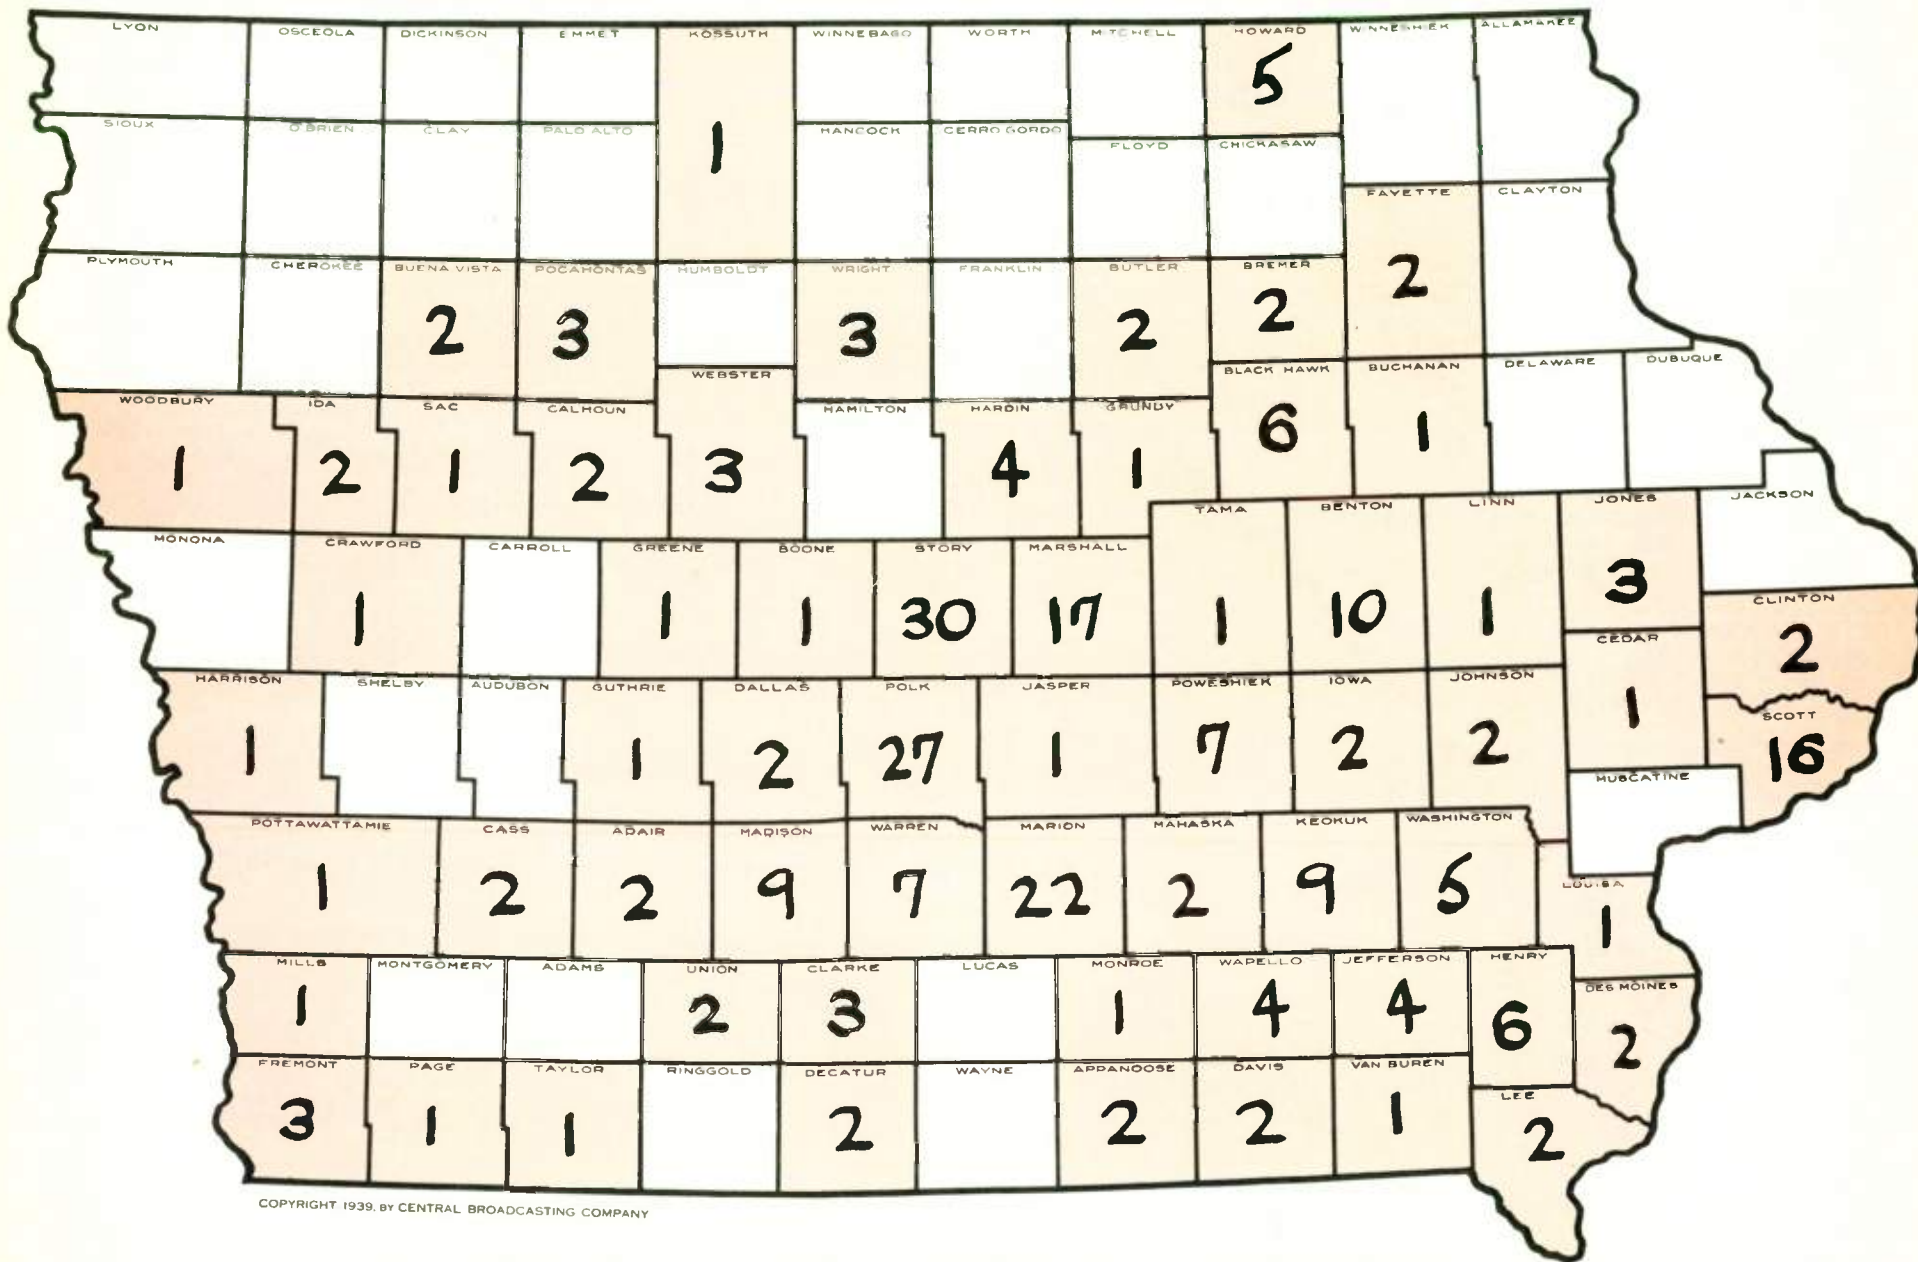 LYON OSCEOLA DICKINSON EMMET KOSSUTH WINNEBAGO WORTH MITCHELL HOWARD WINNESHIEK ALLAMAKEE
1 5
SIOUX O'BRIEN CLAY PALO ALTO HANCOCK CERRO GORDO FLOYD CHICKASAW
FAYETTE CLAYTON
2
PLYMOUTH CHEROKEE BUENA VISTA POCAHONTAS HUMBOLDT WRIGHT FRANKLIN BUTLER BREMER
2 3 3 2 2
WEBSTER BLACK HAWK BUCHANAN DELAWARE DUBUQUE
WOODBURY IDA SAC CALHOUN HAMILTON HARDIN GRUNDY
1 2 1 2 3 4 1 6 1
TAMA BENTON LINN JONES JACKSON
MONONA CRAWFORD CARROLL GREENE BOONE STORY MARSHALL
1 1 1 30 17 1 10 1 3
CLINTON
2
CEDAR
1
HARRISON SHELBY AUDUBON GUTHRIE DALLAS POLK JASPER POWESHIEK IOWA JOHNSON
1 1 2 27 1 7 2 2
SCOTT
16
MUSCATINE
POTTAWATTAMIE CASS ADAIR MADISON WARREN MARION MAHASKA KEOKUK WASHINGTON
1 2 2 9 7 22 2 9 5
LOUISA
1
MILLS MONTGOMERY ADAMS UNION CLARKE LUCAS MONROE WAPELLO JEFFERSON HENRY
1 2 3 1 4 4 6
DES MOINES
2
FREMONT PAGE TAYLOR RINGGOLD DECATUR WAYNE APPANOOSE DAVIS VAN BUREN
3 1 1 2 2 2 1
LEE
2
COPYRIGHT 1939, BY CENTRAL BROADCASTING COMPANY